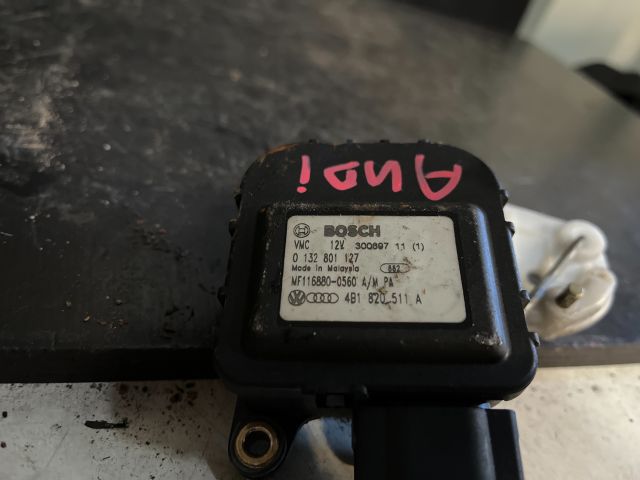 AUDi
BOSCH
VMC 12V 300897 11 (1)
0 132 801 127
Made in Malaysia 882
MF116880-0560 A/M PA
4B1 820 511 A